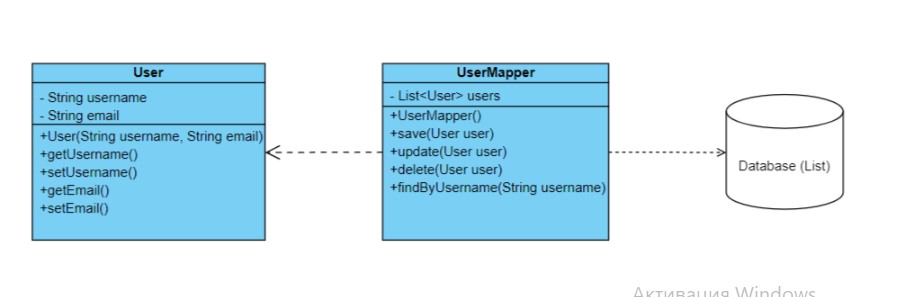 User
- String username
- String email
+User(String username, String email)
+getUsername()
+setUsername()
+getEmail()
+setEmail()
UserMapper
- List<User> users
+UserMapper()
+save(User user)
+update(User user)
+delete(User user)
+findByUsername(String username)
Database (List)
Активация Windows